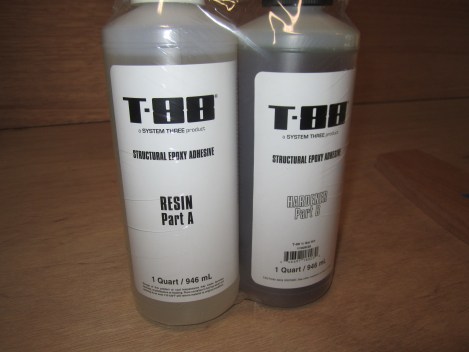 T-88®
a SYSTEM THREE product
STRUCTURAL EPOXY ADHESIVE
RESIN
Part A
1 Quart / 946 mL
T-88
a SYSTEM THREE product
STRUCTURAL EPOXY ADHESIVE
HARDENER
Part B
1 Quart / 946 mL